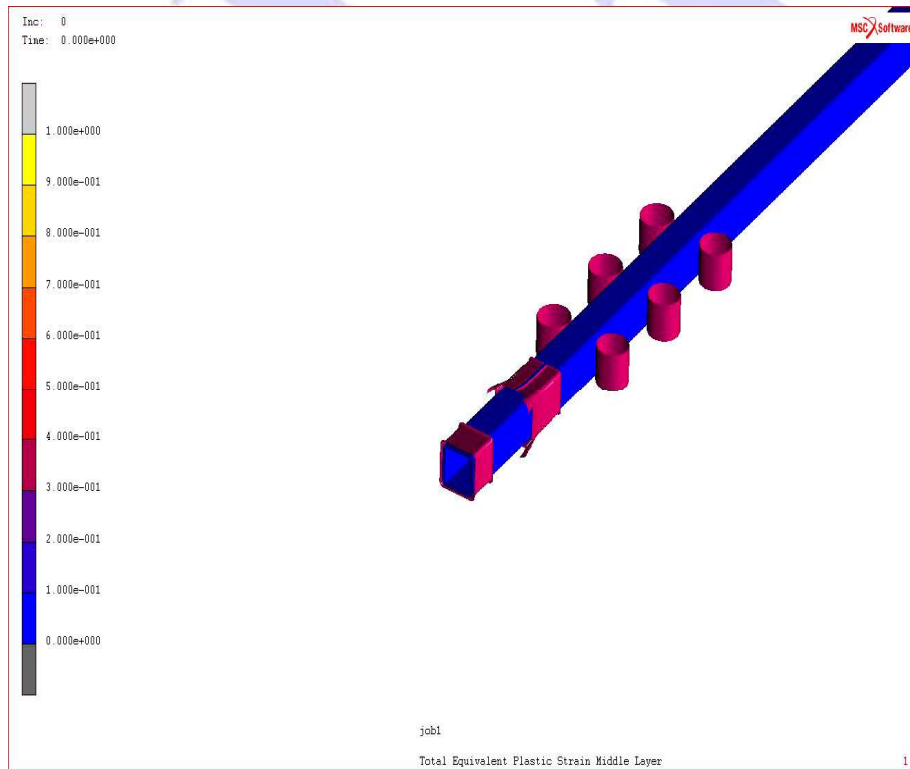 Inc: 0
Time: 0.000e+000
MSC Software
1.000e+000
9.000e-001
8.000e-001
7.000e-001
6.000e-001
5.000e-001
4.000e-001
3.000e-001
2.000e-001
1.000e-001
0.000e+000
job1
Total Equivalent Plastic Strain Middle Layer
1